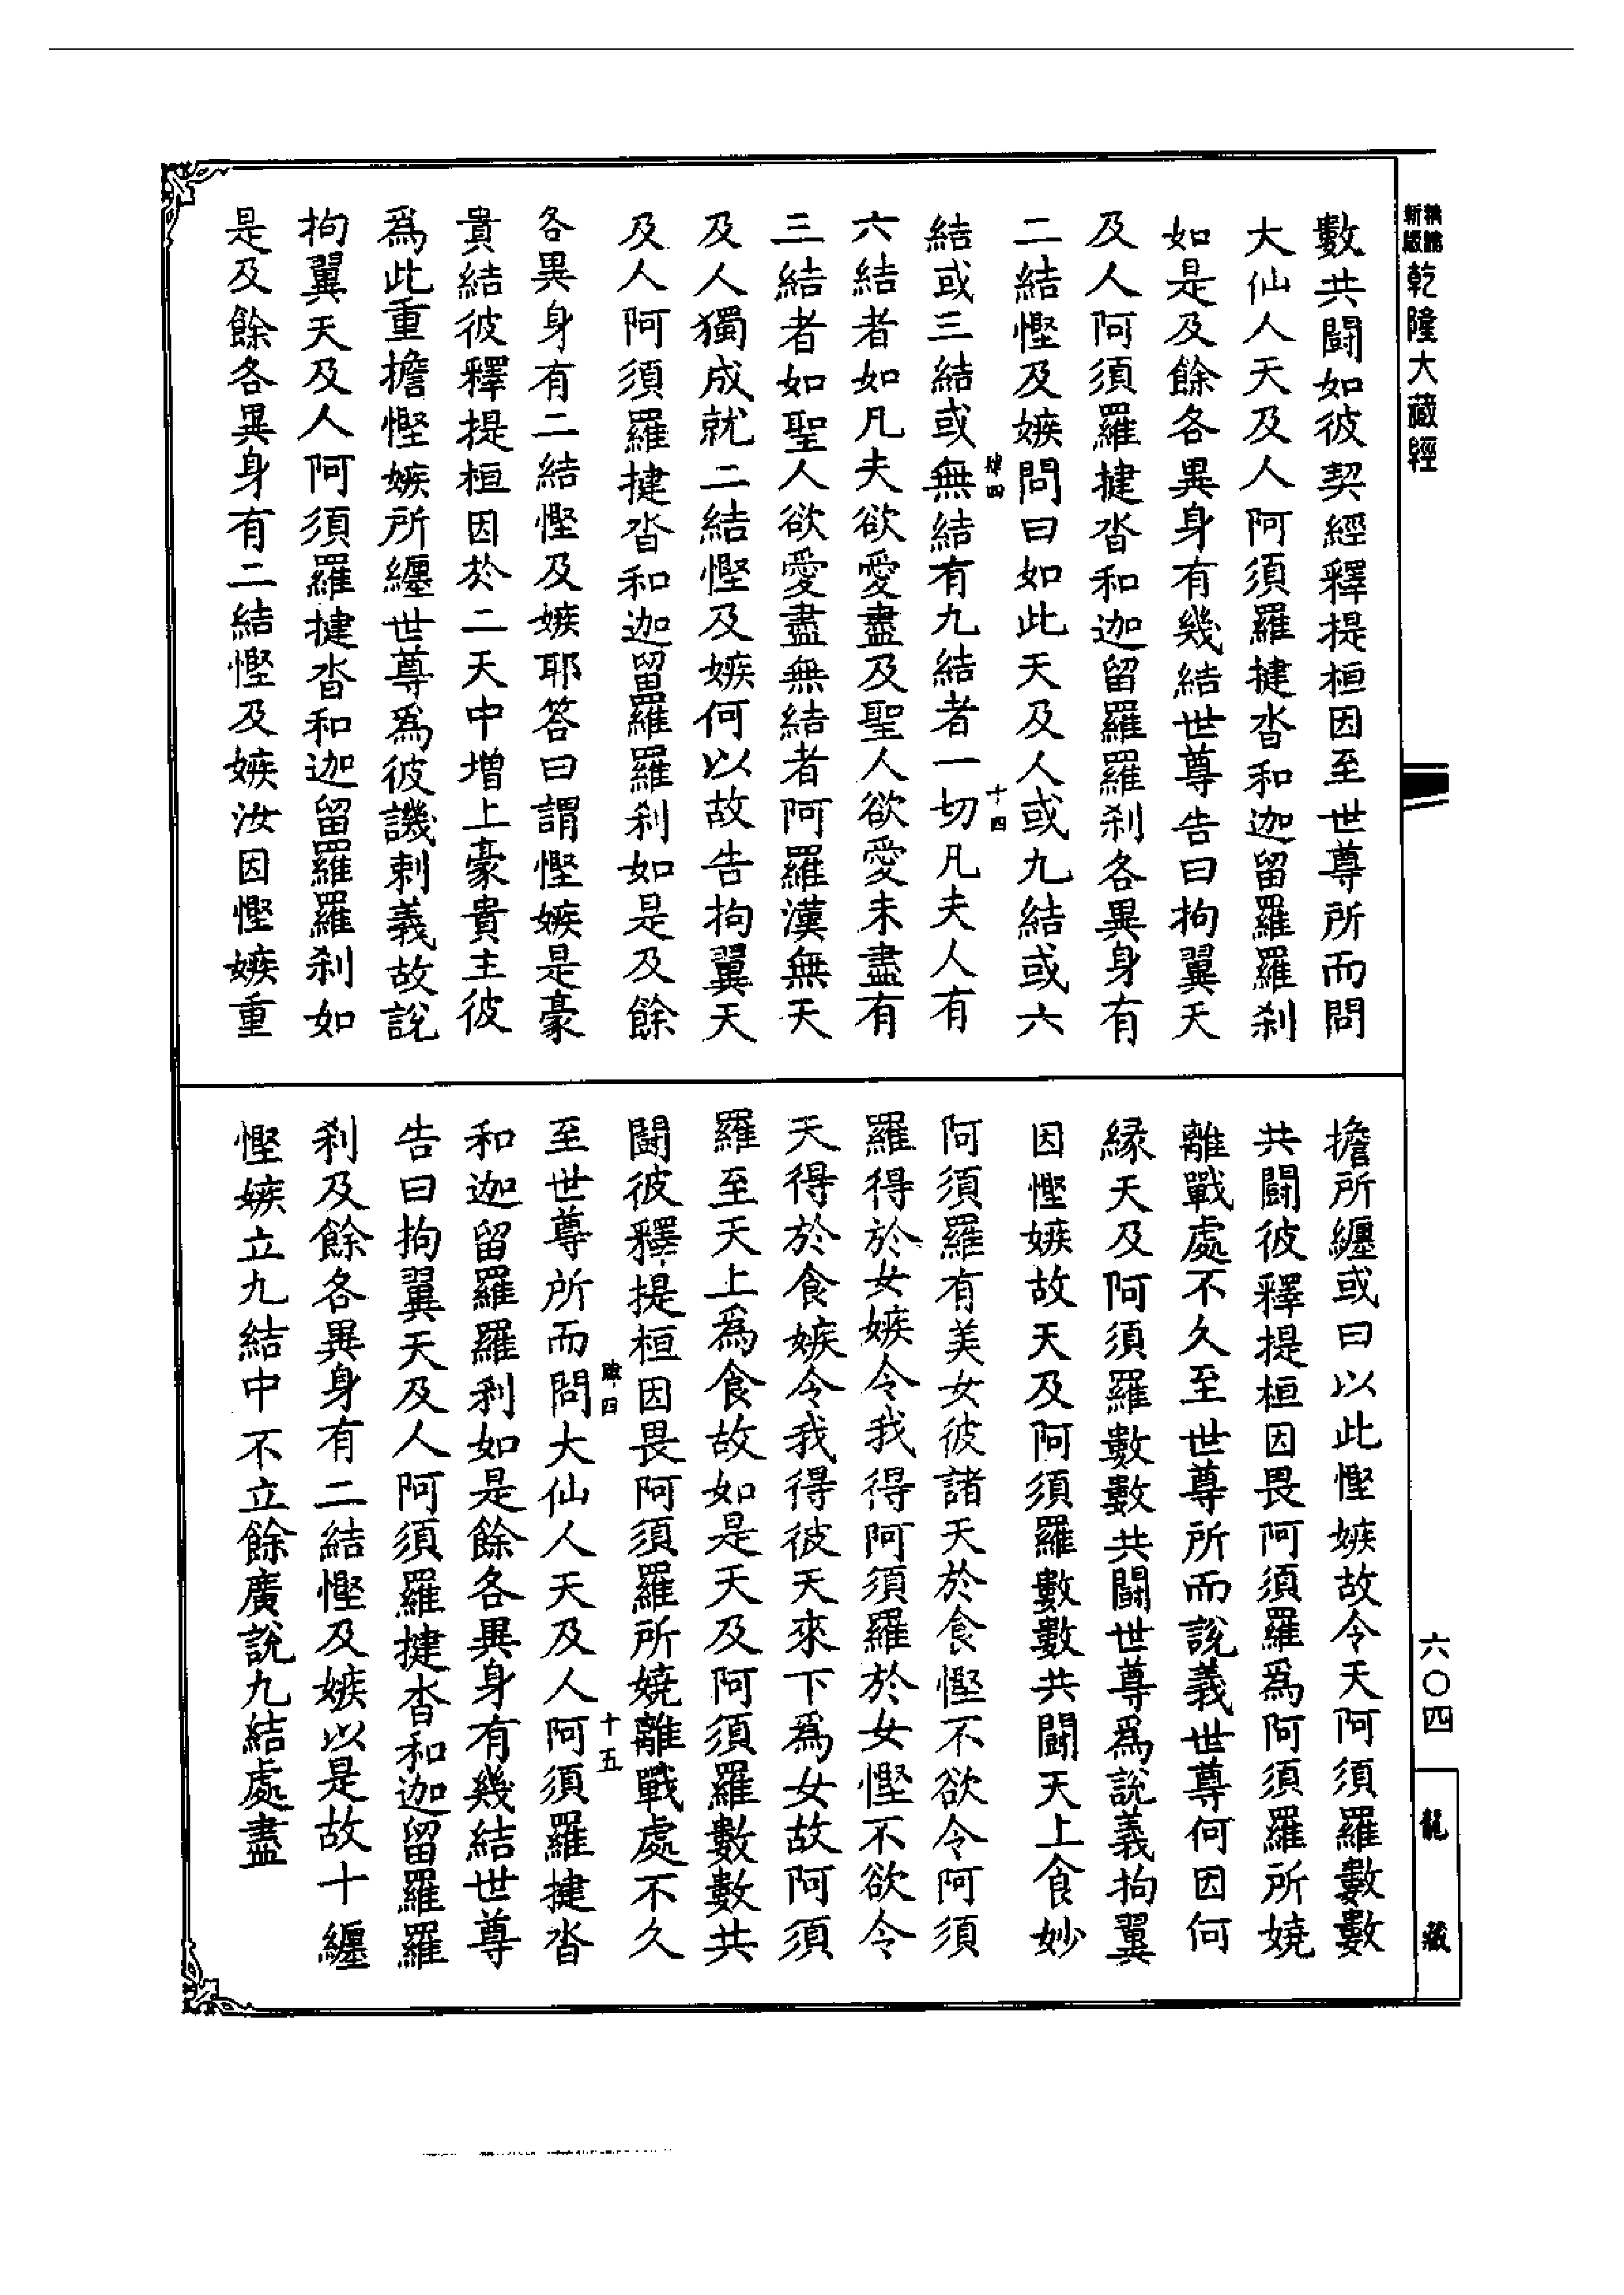 新版精裝
乾隆大藏經
數共鬪如彼契經釋提桓因至世尊所而問
大仙人天及人阿須羅揵沓和迦留羅羅刹
如是及餘各異身有幾結世尊告曰拘翼天
及人阿須羅揵沓和迦留羅羅刹各異身有
二結慳及嫉問曰如此天及人或九結或六
結或三結或無結有九結者一切凡夫人有
六結者如凡夫欲愛盡及聖人欲愛未盡有
三結者如聖人欲愛盡無結者阿羅漢無天
及人獨成就二結慳及嫉何以故告拘翼天
及人阿須羅揵沓和迦留羅羅刹如是及餘
各異身有二結慳及嫉耶答曰謂慳嫉是豪
貴結彼釋提桓因於二天中增上豪貴主彼
爲此重擔慳嫉所纏世尊爲彼譏刺義故說
拘翼天及人阿須羅揵沓和迦留羅羅刹如
是及餘各異身有二結慳及嫉汝因慳嫉重
擔所纏或曰以此慳嫉故令天阿須羅數數
共鬪彼釋提桓因畏阿須羅爲阿須羅所嬈
離戰處不久至世尊所而說義世尊何因何
緣天及阿須羅數數共鬪世尊爲說義拘翼
因慳嫉故天及阿須羅數數共鬪天上食妙
阿須羅有美女彼諸天於食慳不欲令阿須
羅得於女嫉令我得阿須羅於女慳不欲令
天得於食嫉令我得彼天來下爲女故阿須
羅至天上爲食故如是天及阿須羅數數共
鬪彼釋提桓因畏阿須羅所嬈離戰處不久
至世尊所而問大仙人天及人阿須羅揵沓
和迦留羅羅刹如是餘各異身有幾結世尊
告曰拘翼天及人阿須羅揵沓和迦留羅羅
刹及餘各異身有二結慳及嫉以是故十纏
慳嫉立九結中不立餘廣說九結處盡
十四
十五
六〇四
龍藏